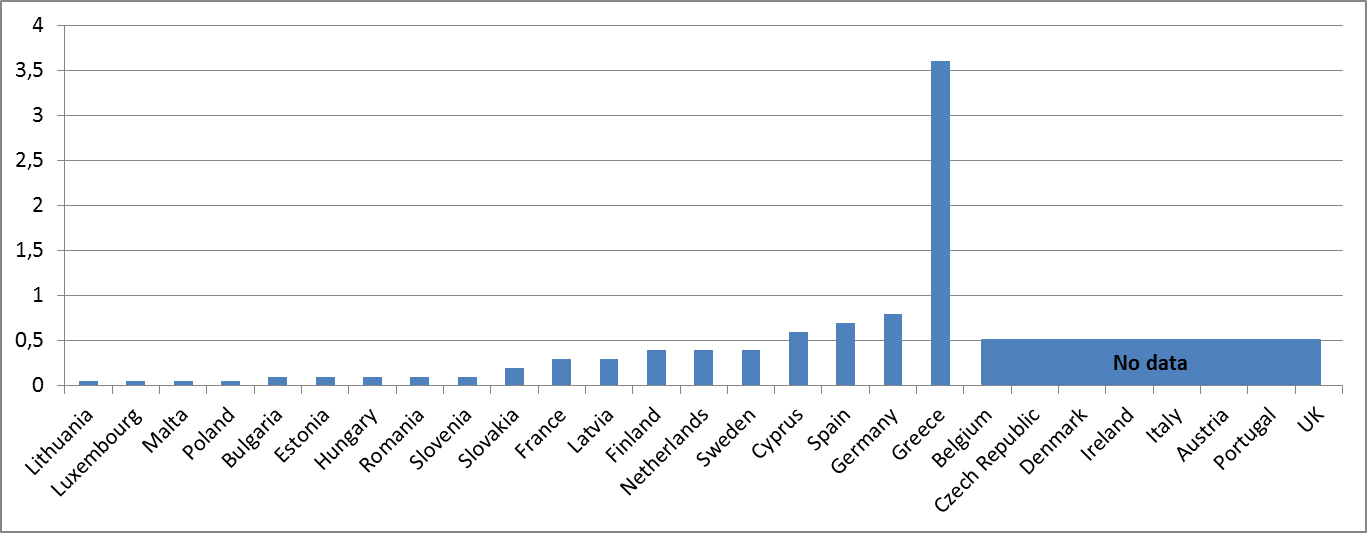 4
3,5
3
2,5
2
1,5
1
0,5
0
No data
Lithuania
Luxembourg
Malta
Poland
Bulgaria
Estonia
Hungary
Romania
Slovenia
Slovakia
France
Latvia
Finland
Netherlands
Sweden
Cyprus
Spain
Germany
Greece
Belgium
Czech Republic
Denmark
Ireland
Italy
Austria
Portugal
UK